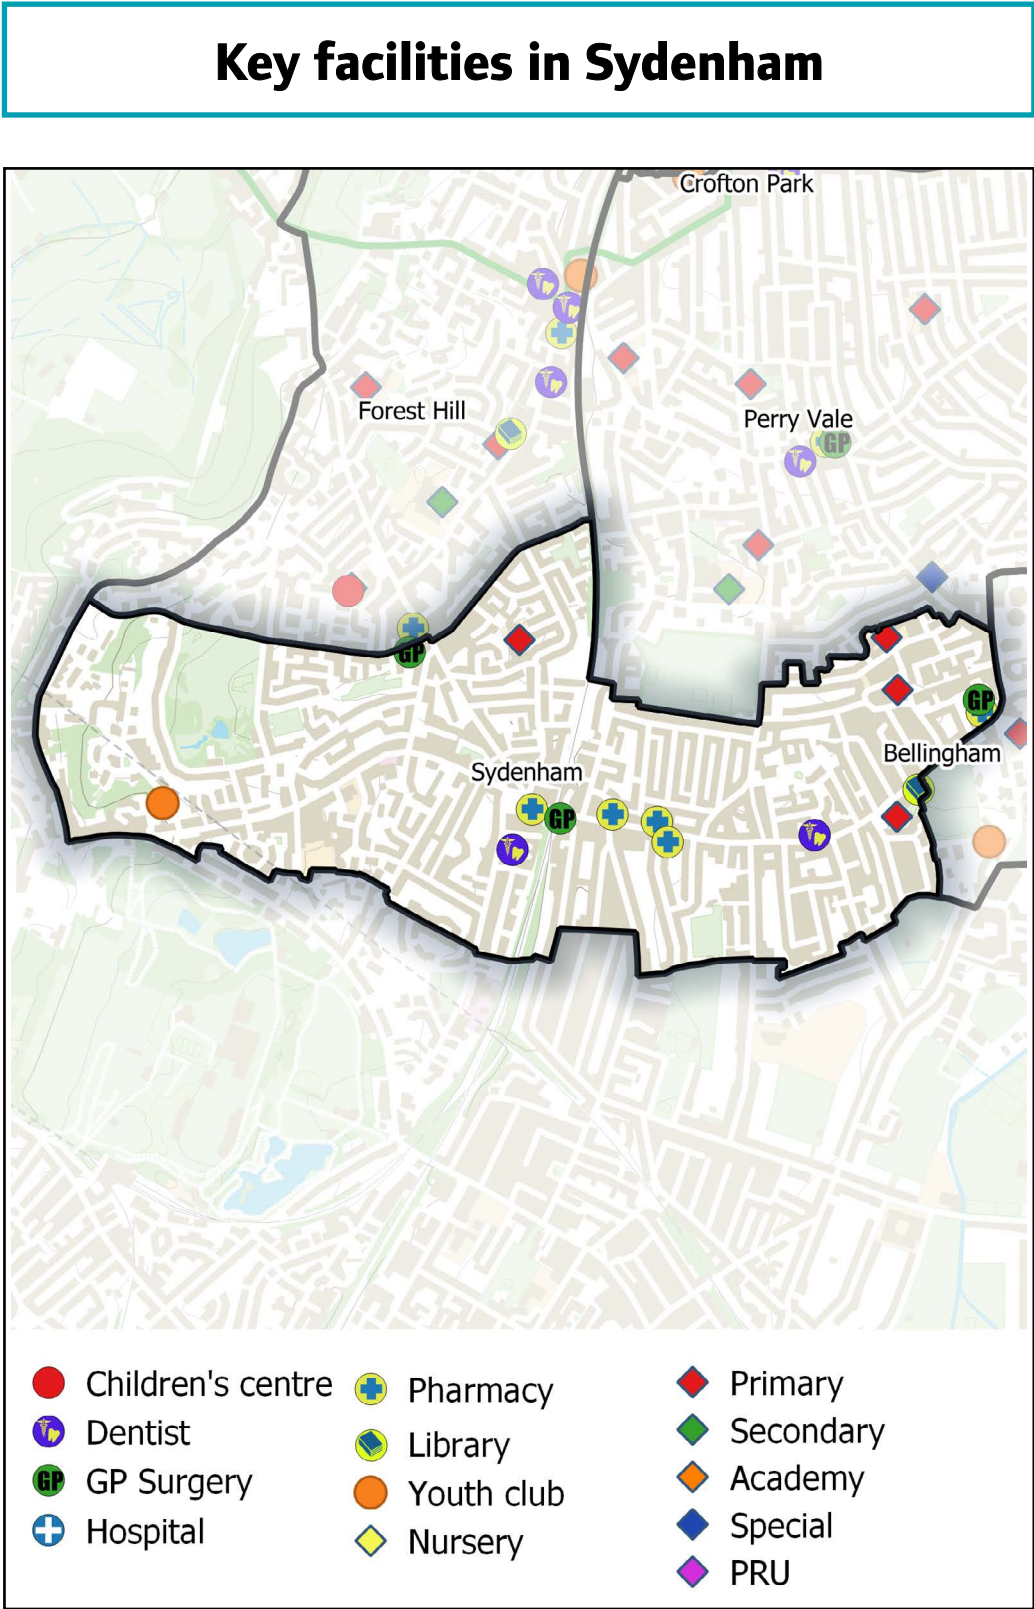 Key facilities in Sydenham
Crofton Park
Forest Hill
Perry Vale
GP
GP
GP
Bellingham
Sydenham
GP
Children's centre
Dentist
GP GP Surgery
Hospital
Pharmacy
Library
Youth club
Nursery
Primary
Secondary
Academy
Special
PRU